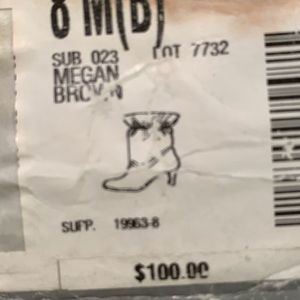 8 M(B)
SUB 023 LOT 7732
MEGAN
BROWN
SUPP. 19963-8
$100.00